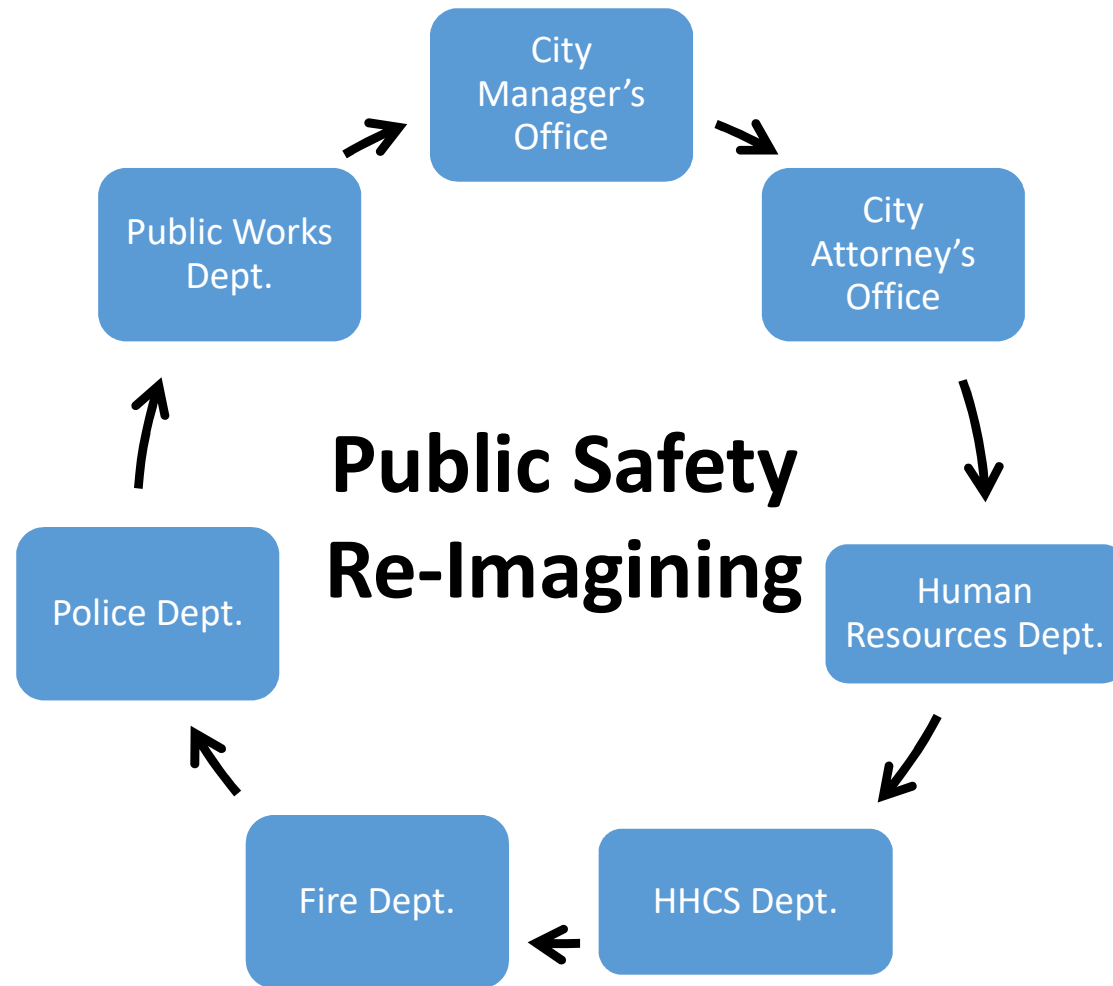 City
Manager’s
Office
City
Attorney’s
Office
Human
Resources Dept.
HHCS Dept.
Fire Dept.
Police Dept.
Public Works
Dept.
Public Safety
Re-Imagining